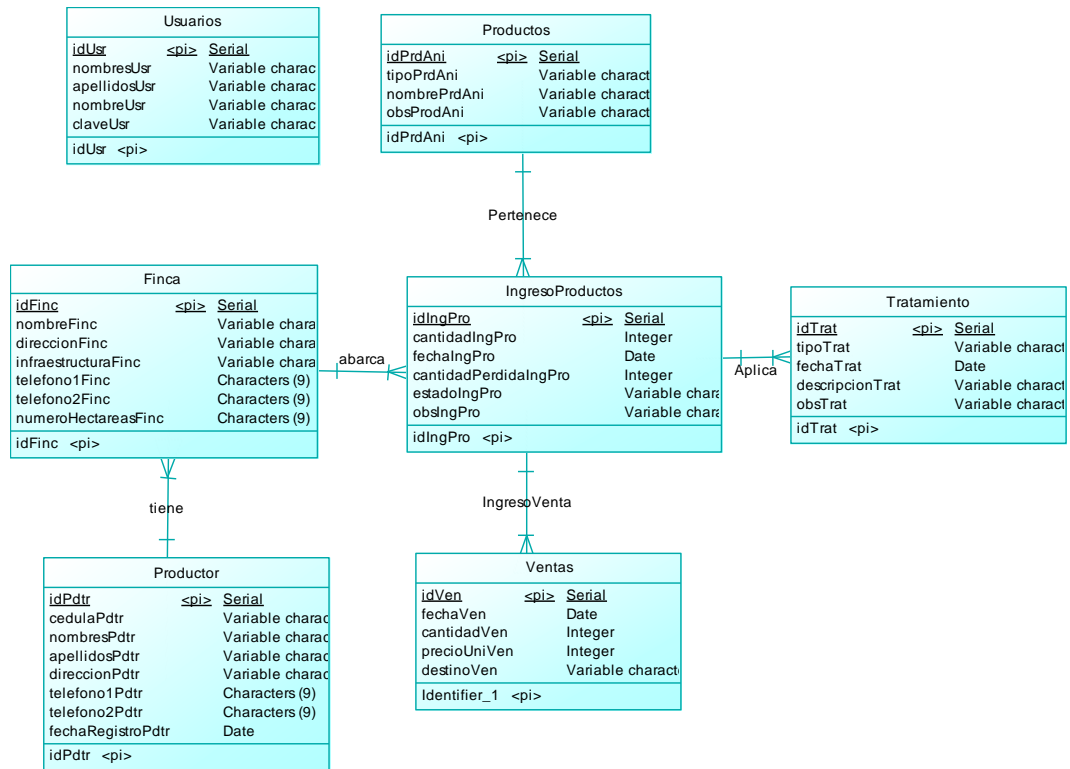 Usuarios
idUsr <pi> Serial
nombresUsr Variable charac
apellidosUsr Variable charac
nombreUsr Variable charac
claveUsr Variable charac
idUsr <pi>
Productos
idPrdAni <pi> Serial
tipoPrdAni Variable charact
nombrePrdAni Variable charact
obsProdAni Variable charact
idPrdAni <pi>
Pertenece
Finca
idFinc <pi> Serial
nombreFinc Variable chara
direccionFinc Variable chara
infraestructuraFinc Variable chara
telefono1Finc Characters (9)
telefono2Finc Characters (9)
numeroHectareasFinc Characters (9)
idFinc <pi>
abarca
IngresoProductos
idIngPro <pi> Serial
cantidadIngPro Integer
fechaIngPro Date
cantidadPerdidaIngPro Integer
estadoIngPro Variable chara
obsIngPro Variable chara
idIngPro <pi>
Aplica
Tratamiento
idTrat <pi> Serial
tipoTrat Variable charact
fechaTrat Date
descripcionTrat Variable charact
obsTrat Variable charact
idTrat <pi>
tiene
IngresoVenta
Productor
idPdtr <pi> Serial
cedulaPdtr Variable charac
nombresPdtr Variable charac
apellidosPdtr Variable charac
direccionPdtr Variable charac
telefono1Pdtr Characters (9)
telefono2Pdtr Characters (9)
fechaRegistroPdtr Date
idPdtr <pi>
Ventas
idVen <pi> Serial
fechaVen Date
cantidadVen Integer
precioUniVen Integer
destinoVen Variable characte
Identifier_1 <pi>